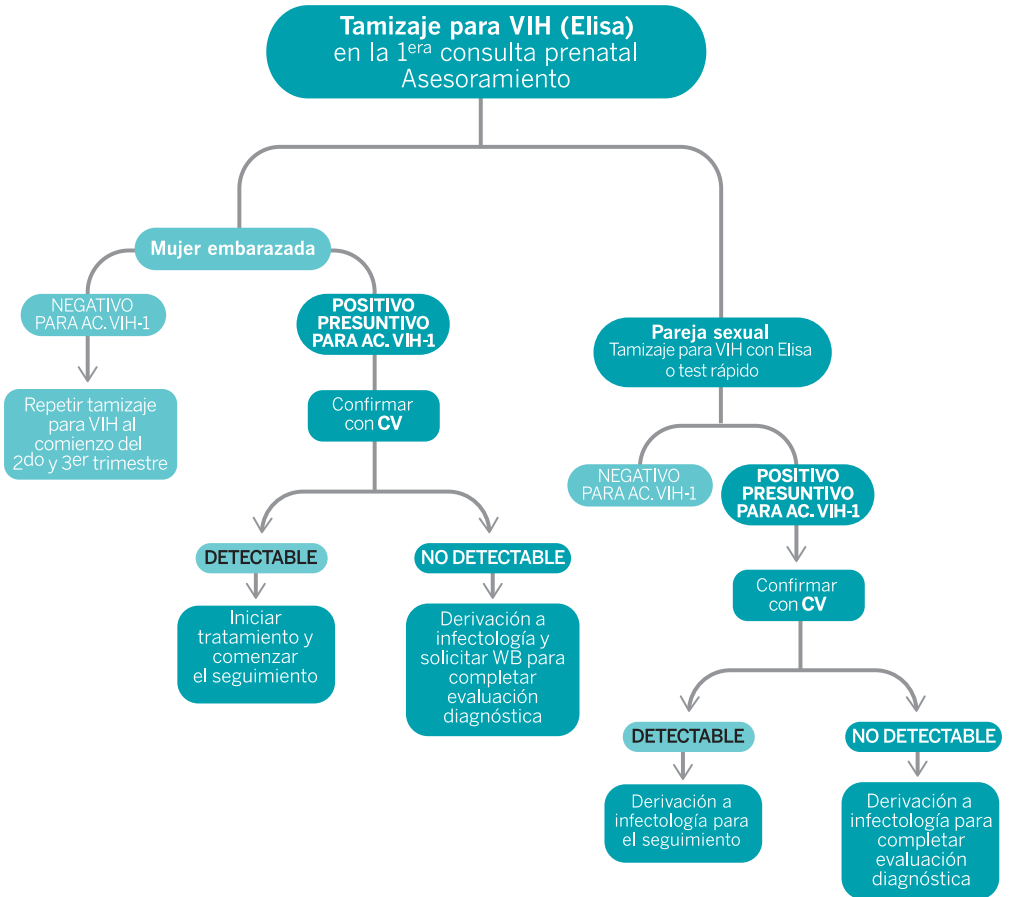 Tamizaje para VIH (Elisa)
en la 1era consulta prenatal
Asesoramiento
Mujer embarazada
NEGATIVO
PARA AC. VIH-1
Repetir tamizaje
para VIH al
comienzo del
2do y 3er trimestre
POSITIVO
PRESUNTIVO
PARA AC. VIH-1
Confirmar
con CV
DETECTABLE
Iniciar
tratamiento y
comenzar
el seguimiento
NO DETECTABLE
Derivación a
infectología y
solicitar WB para
completar
evaluación
diagnóstica
Pareja sexual
Tamizaje para VIH con Elisa
o test rápido
NEGATIVO
PARA AC. VIH-1
POSITIVO
PRESUNTIVO
PARA AC. VIH-1
Confirmar
con CV
DETECTABLE
Derivación a
infectología para
el seguimiento
NO DETECTABLE
Derivación a
infectología para
completar
evaluación
diagnóstica